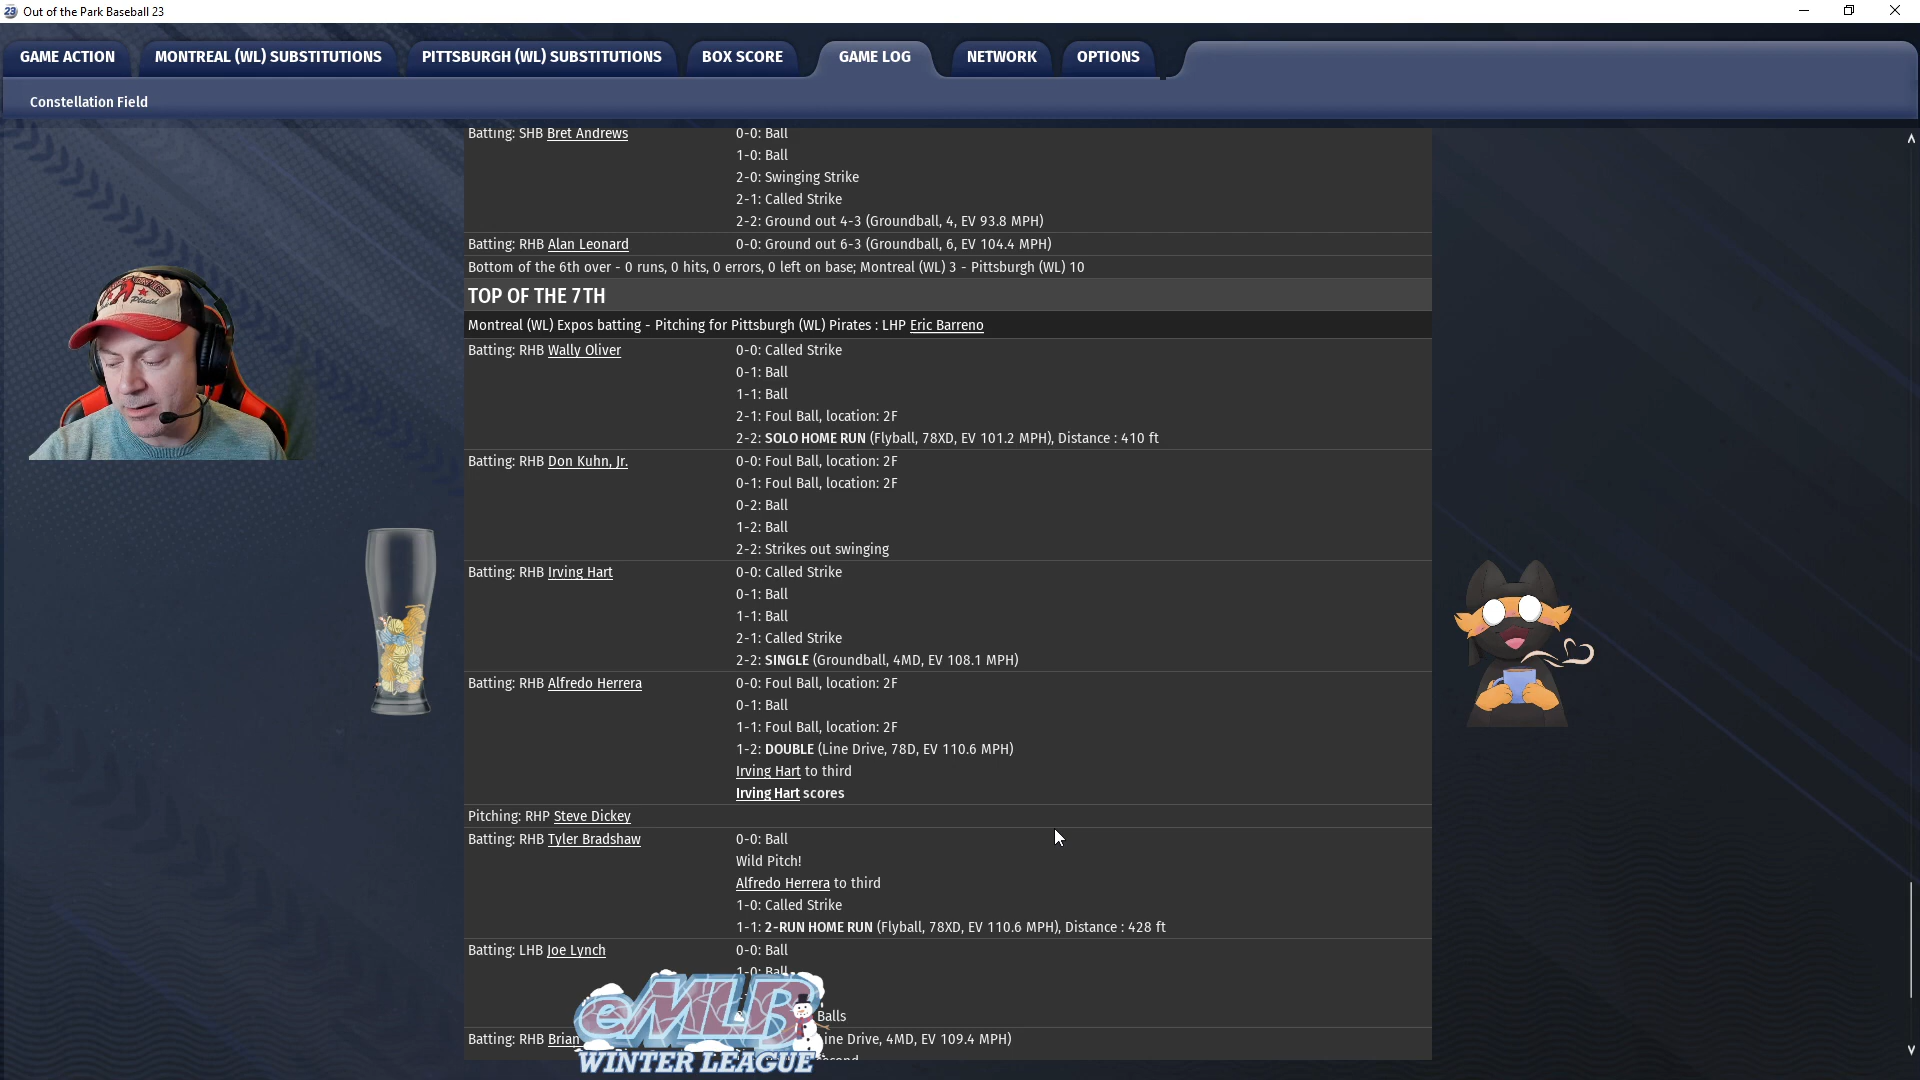 Out of the Park Baseball 23
GAME ACTION
MONTREAL (WL) SUBSTITUTIONS
PITTSBURGH (WL) SUBSTITUTIONS
BOX SCORE
GAME LOG
NETWORK
OPTIONS
Constellation Field
Batting: SHB Bret Andrews
0-0: Ball
1-0: Ball
2-0: Swinging Strike
2-1: Called Strike
2-2: Ground out 4-3 (Groundball, 4, EV 93.8 MPH)
Batting: RHB Alan Leonard
0-0: Ground out 6-3 (Groundball, 6, EV 104.4 MPH)
Bottom of the 6th over - 0 runs, 0 hits, 0 errors, 0 left on base; Montreal (WL) 3 - Pittsburgh (WL) 10
TOP OF THE 7TH
Montreal (WL) Expos batting - Pitching for Pittsburgh (WL) Pirates : LHP Eric Barreno
Batting: RHB Wally Oliver
0-0: Called Strike
0-1: Ball
1-1: Ball
2-1: Foul Ball, location: 2F
2-2: SOLO HOME RUN (Flyball, 78XD, EV 101.2 MPH), Distance : 410 ft
Batting: RHB Don Kuhn, Jr.
0-0: Foul Ball, location: 2F
0-1: Foul Ball, location: 2F
0-2: Ball
1-2: Ball
2-2: Strikes out swinging
Batting: RHB Irving Hart
0-0: Called Strike
0-1: Ball
1-1: Ball
2-1: Called Strike
2-2: SINGLE (Groundball, 4MD, EV 108.1 MPH)
Batting: RHB Alfredo Herrera
0-0: Foul Ball, location: 2F
0-1: Ball
1-1: Foul Ball, location: 2F
1-2: DOUBLE (Line Drive, 78D, EV 110.6 MPH)
Irving Hart to third
Irving Hart scores
Pitching: RHP Steve Dickey
Batting: RHB Tyler Bradshaw
0-0: Ball
Wild Pitch!
Alfredo Herrera to third
1-0: Called Strike
1-1: 2-RUN HOME RUN (Flyball, 78XD, EV 110.6 MPH), Distance : 428 ft
Batting: LHB Joe Lynch
0-0: Ball
1-0: Ball
Balls
Batting: RHB Brian
Line Drive, 4MD, EV 109.4 MPH)
second
eMLB
WINTER LEAGUE